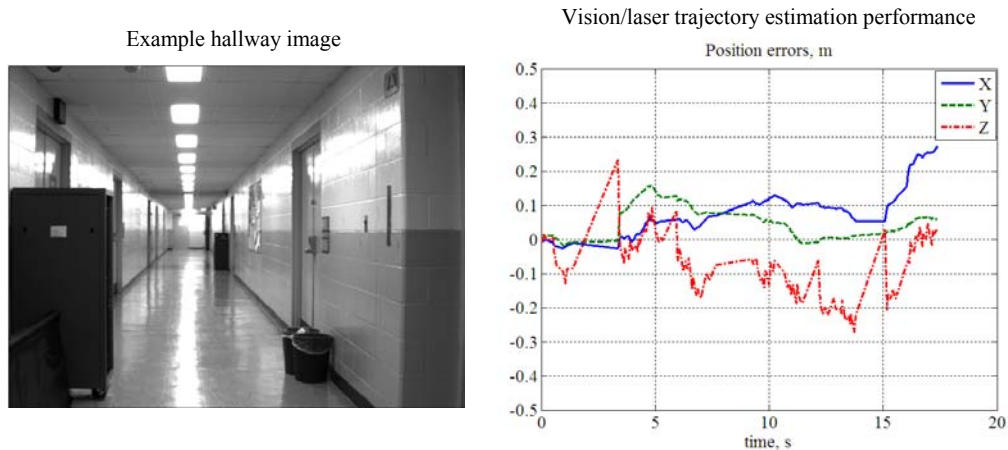 Example hallway image
Vision/laser trajectory estimation performance
Position errors, m
0.5
0.4
0.3
0.2
0.1
0
-0.1
-0.2
-0.3
-0.4
-0.5
X
Y
Z
0 5 10 15 20
time, s